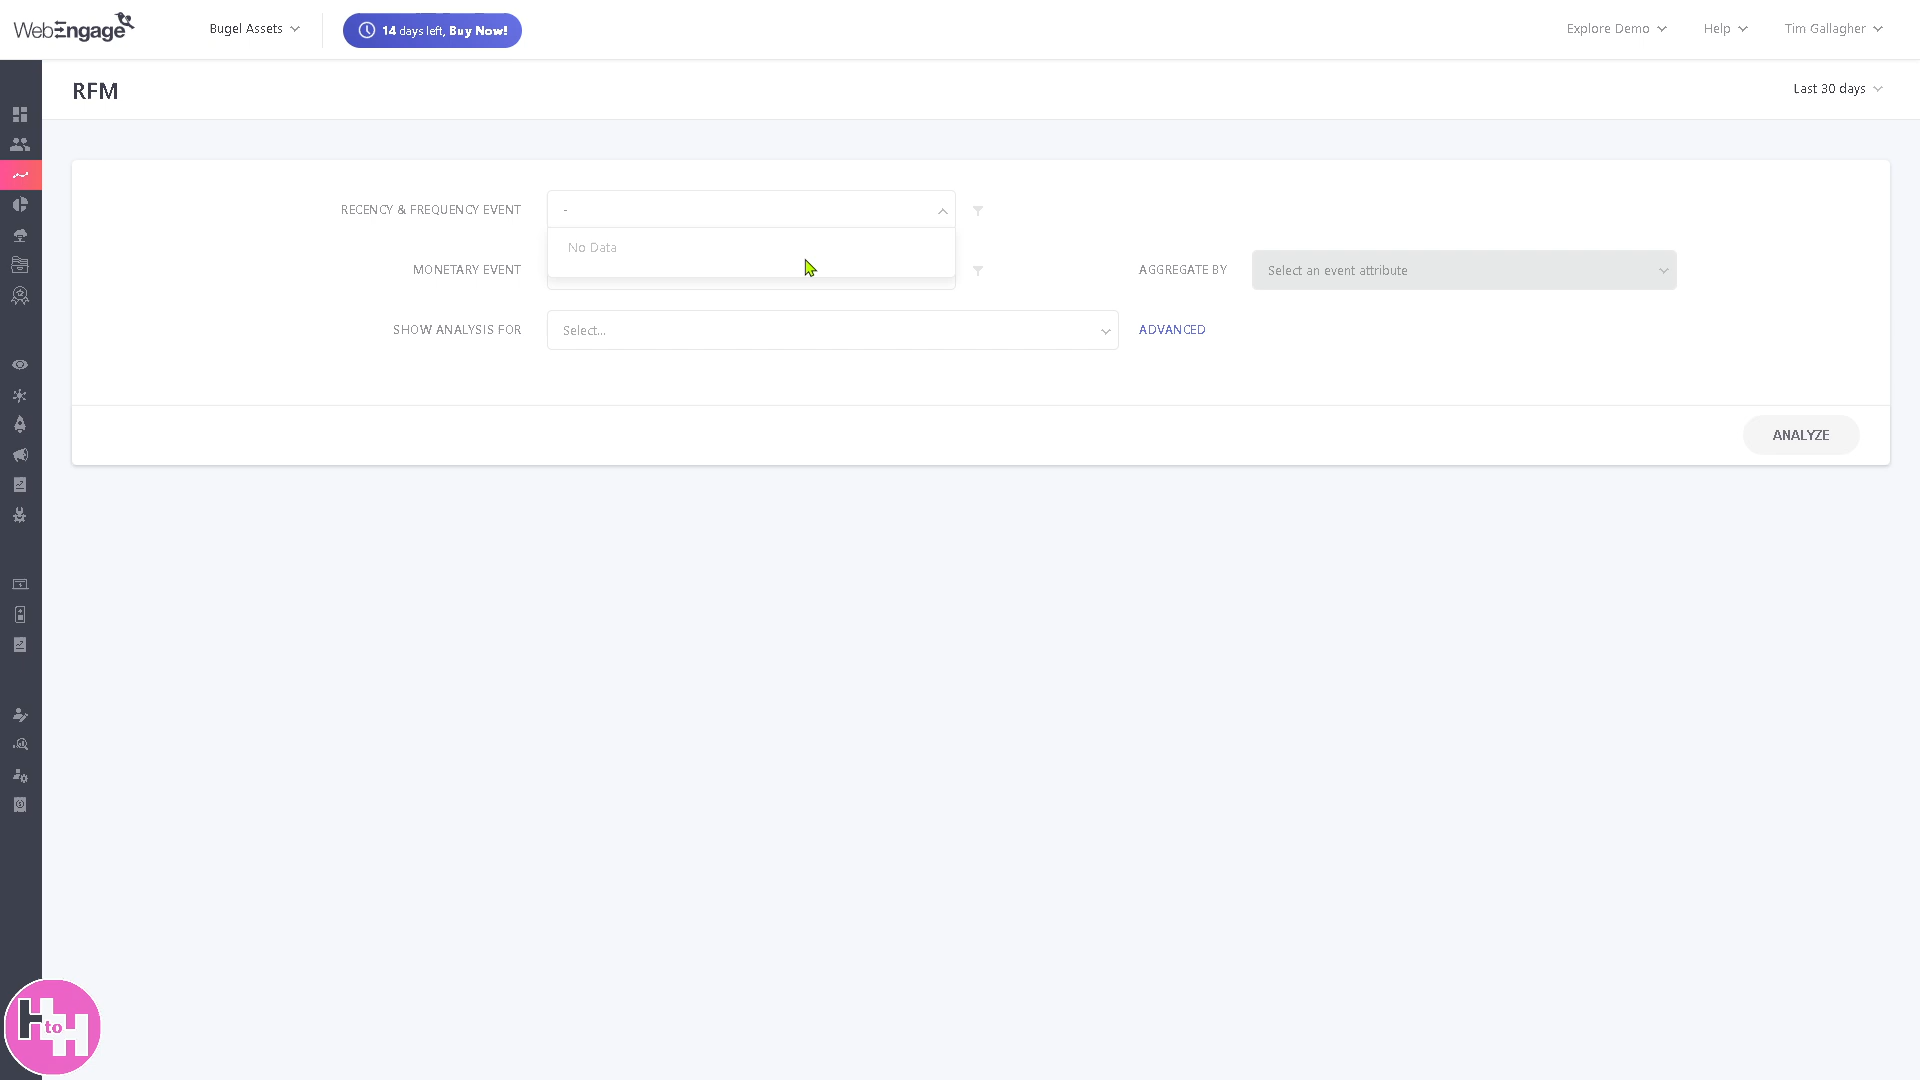 WebEngage
Bugel Assets
14 days left, Buy Now!
Explore Demo
Help
Tim Gallagher
RFM
Last 30 days
RECENCY & FREQUENCY EVENT
-
No Data
MONETARY EVENT
AGGREGATE BY
Select an event attribute
SHOW ANALYSIS FOR
Select...
ADVANCED
ANALYZE
H to H